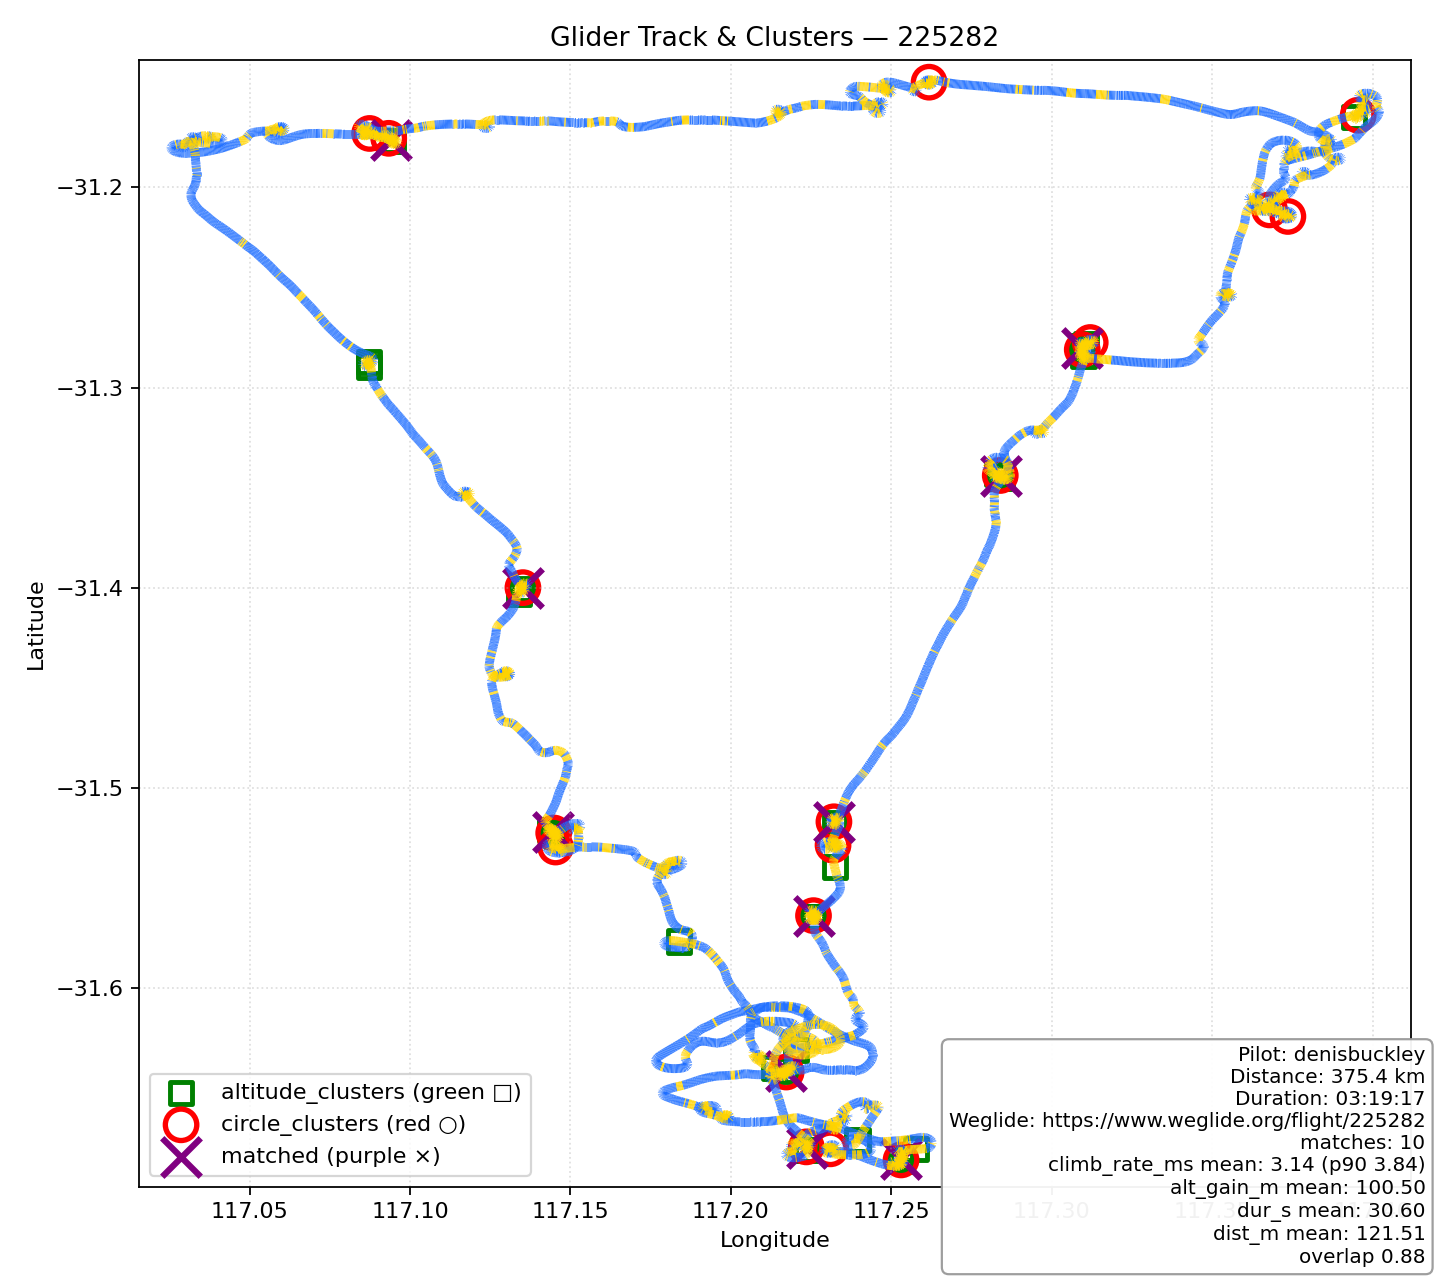 Glider Track & Clusters — 225282
Latitude
−31.2
−31.3
−31.4
−31.5
−31.6
altitude_clusters (green □)
circle_clusters (red ○)
matched (purple ×)
Pilot: denisbuckley
Distance: 375.4 km
Duration: 03:19:17
Weglide: https://www.weglide.org/flight/225282
matches: 10
climb_rate_ms mean: 3.14 (p90 3.84)
alt_gain_m mean: 100.50
dur_s mean: 30.60
dist_m mean: 121.51
overlap 0.88
117.05 117.10 117.15 117.20 117.25 117.30
Longitude